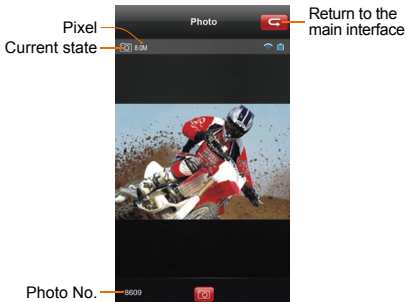 Photo
Return to the
main interface
Pixel
Current state
8.0M
Photo No.
8609